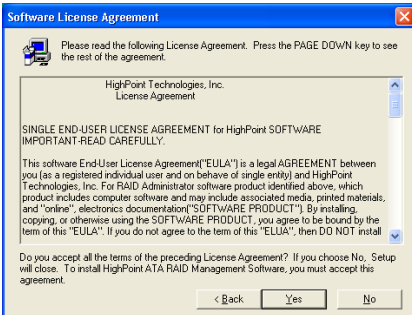 Software License Agreement
Please read the following License Agreement. Press the PAGE DOWN key to see
the rest of the agreement.
HighPoint Technologies, Inc.
License Agreement
SINGLE END-USER LICENSE AGREEMENT for HighPoint SOFTWARE
IMPORTANT-READ CAREFULLY.
This software End-User License Agreement("EULA") is a legal AGREEMENT between
you (as a registered individual user and on behave of single entity) and HighPoint
Technologies, Inc. For RAID Administrator software product identified above, which
product includes computer software and may include associated media, printed materials,
and "online", electronics documentation("SOFTWARE PRODUCT"). By installing,
copying, or otherwise using the SOFTWARE PRODUCT, you agree to be bound by the
term of this "EULA". If you do not agree to the term of this "ELUA", then DO NOT install
Do you accept all the terms of the preceding License Agreement? If you choose No, Setup
will close. To install HighPoint ATA RAID Management Software, you must accept this
agreement.
< Back Yes No